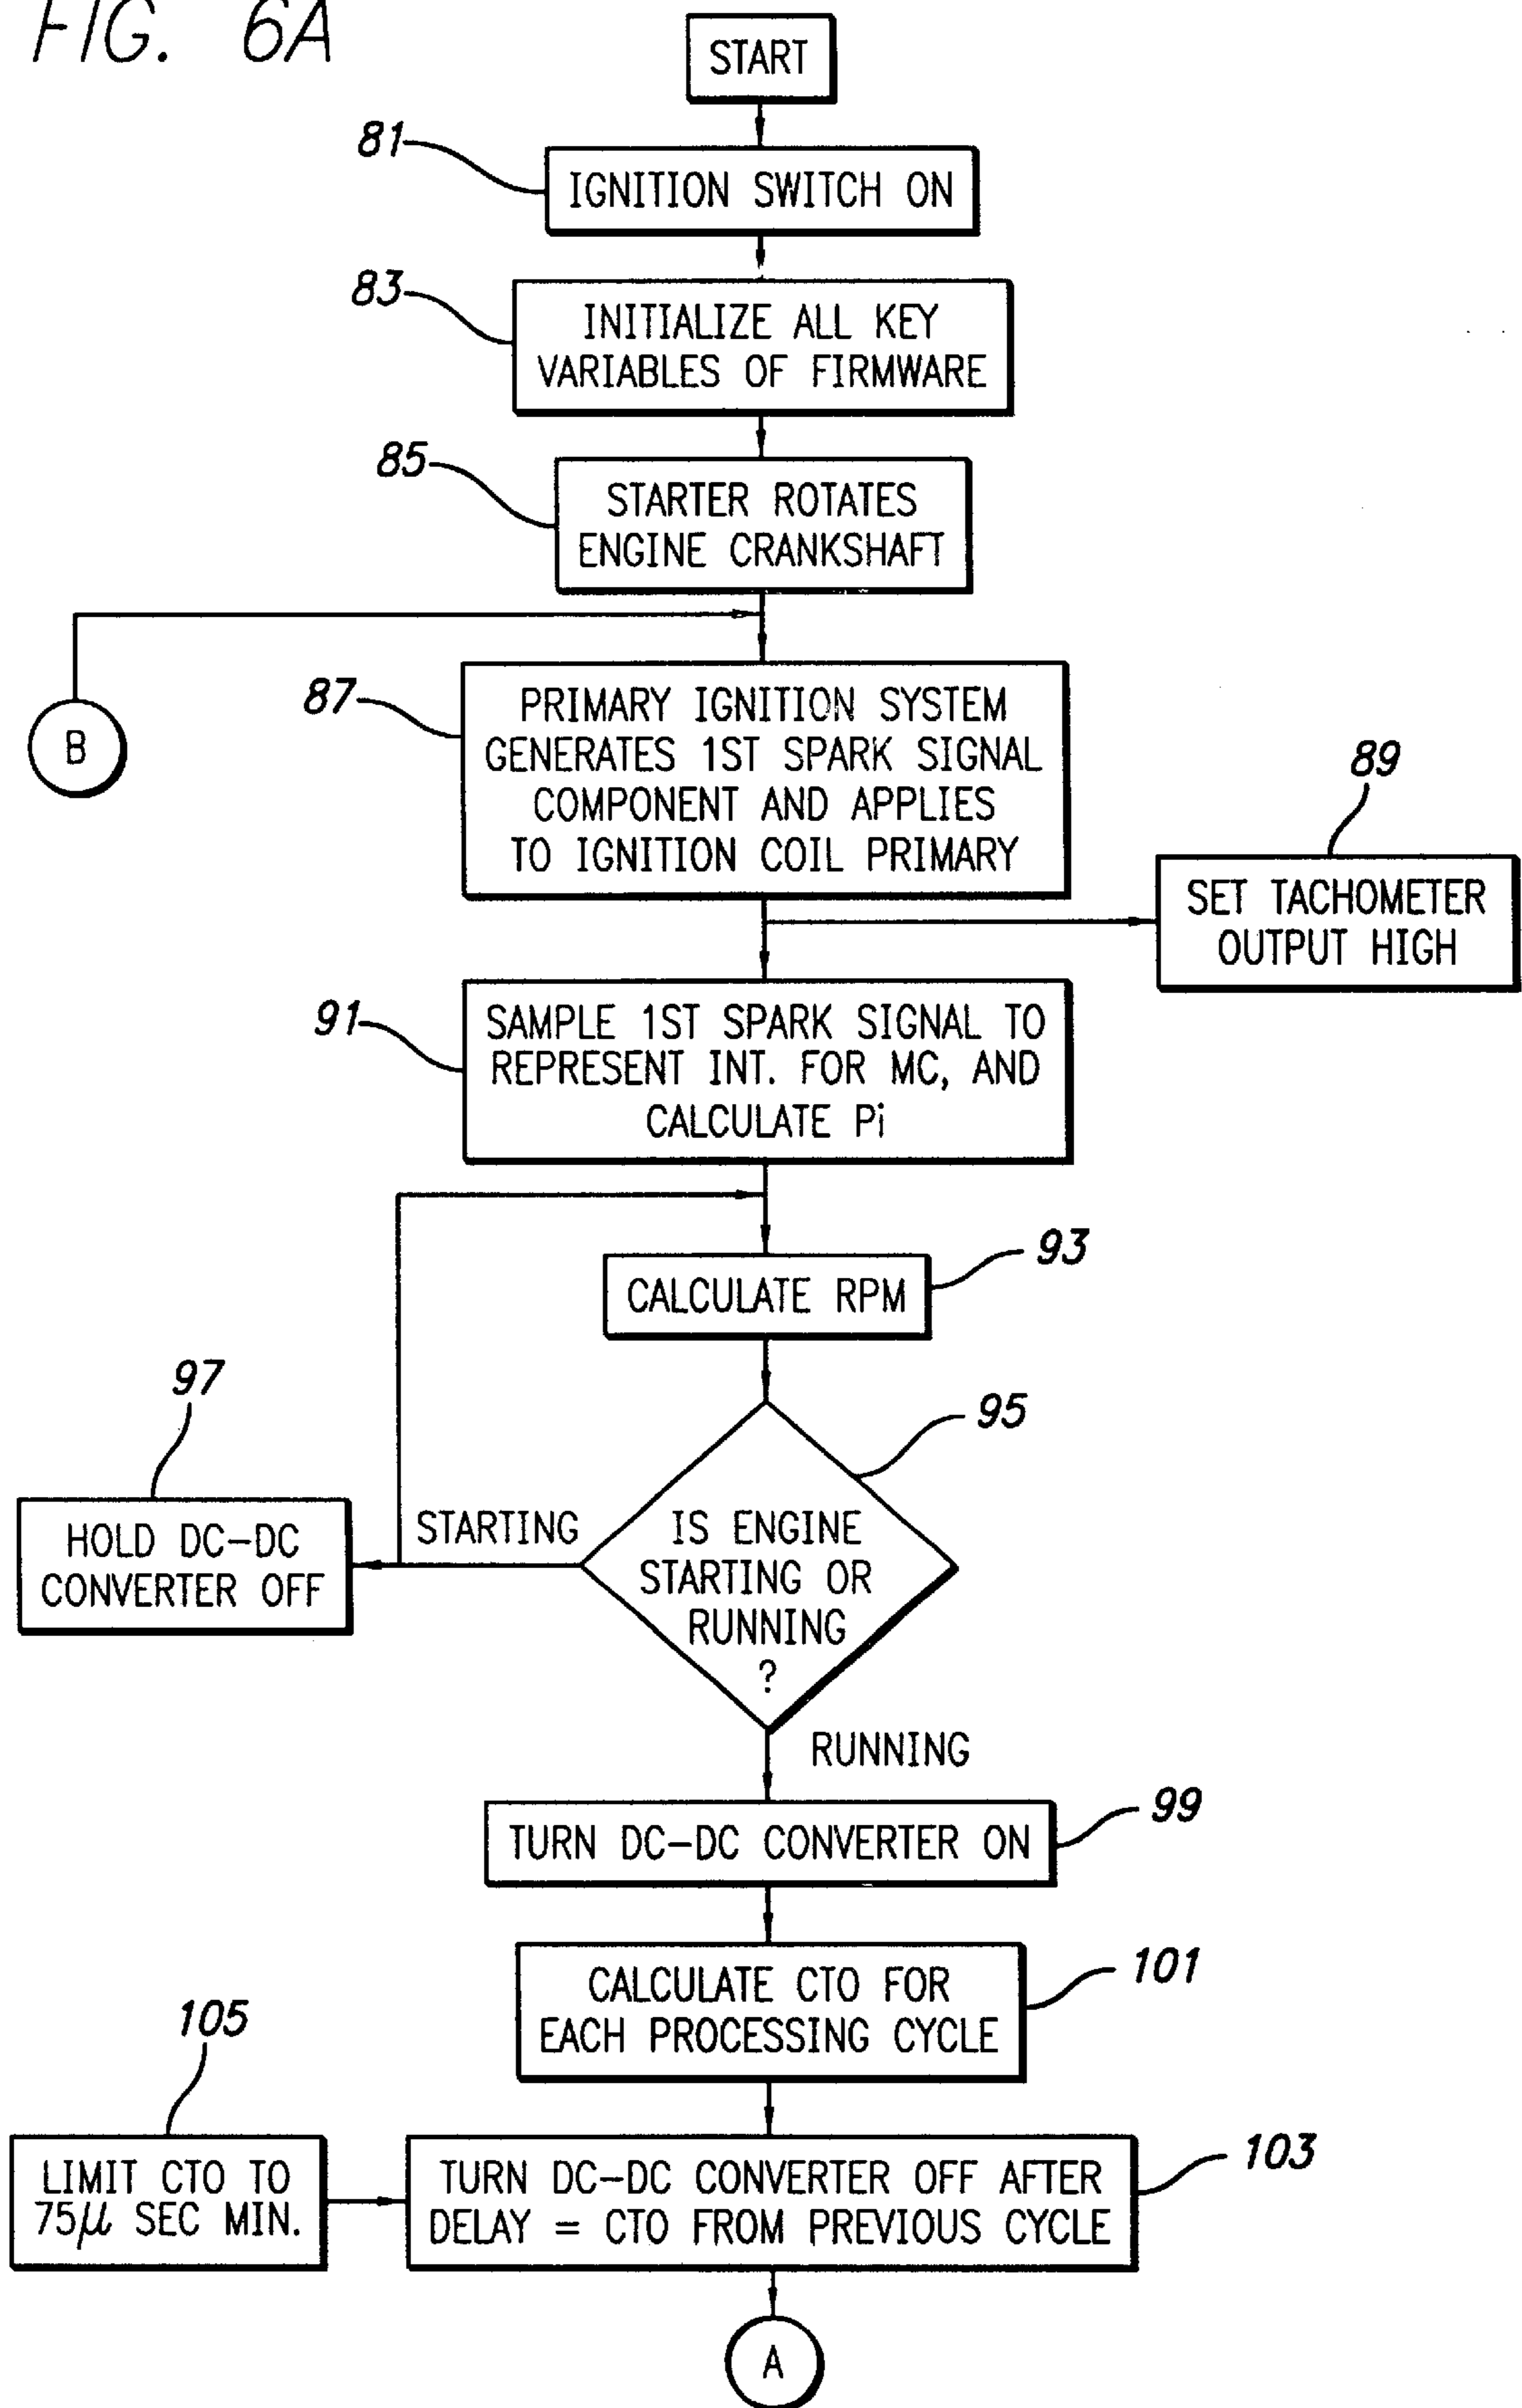 FIG. 6A
START
81
IGNITION SWITCH ON
83
INITIALIZE ALL KEY
VARIABLES OF FIRMWARE
85
STARTER ROTATES
ENGINE CRANKSHAFT
B
87
PRIMARY IGNITION SYSTEM
GENERATES 1ST SPARK SIGNAL
COMPONENT AND APPLIES
TO IGNITION COIL PRIMARY
89
SET TACHOMETER
OUTPUT HIGH
91
SAMPLE 1ST SPARK SIGNAL TO
REPRESENT INT. FOR MC, AND
CALCULATE Pi
93
CALCULATE RPM
95
IS ENGINE
STARTING OR
RUNNING
?
STARTING
97
HOLD DC-DC
CONVERTER OFF
RUNNING
99
TURN DC-DC CONVERTER ON
101
CALCULATE CTO FOR
EACH PROCESSING CYCLE
105
LIMIT CTO TO
75μ SEC MIN.
103
TURN DC-DC CONVERTER OFF AFTER
DELAY = CTO FROM PREVIOUS CYCLE
A